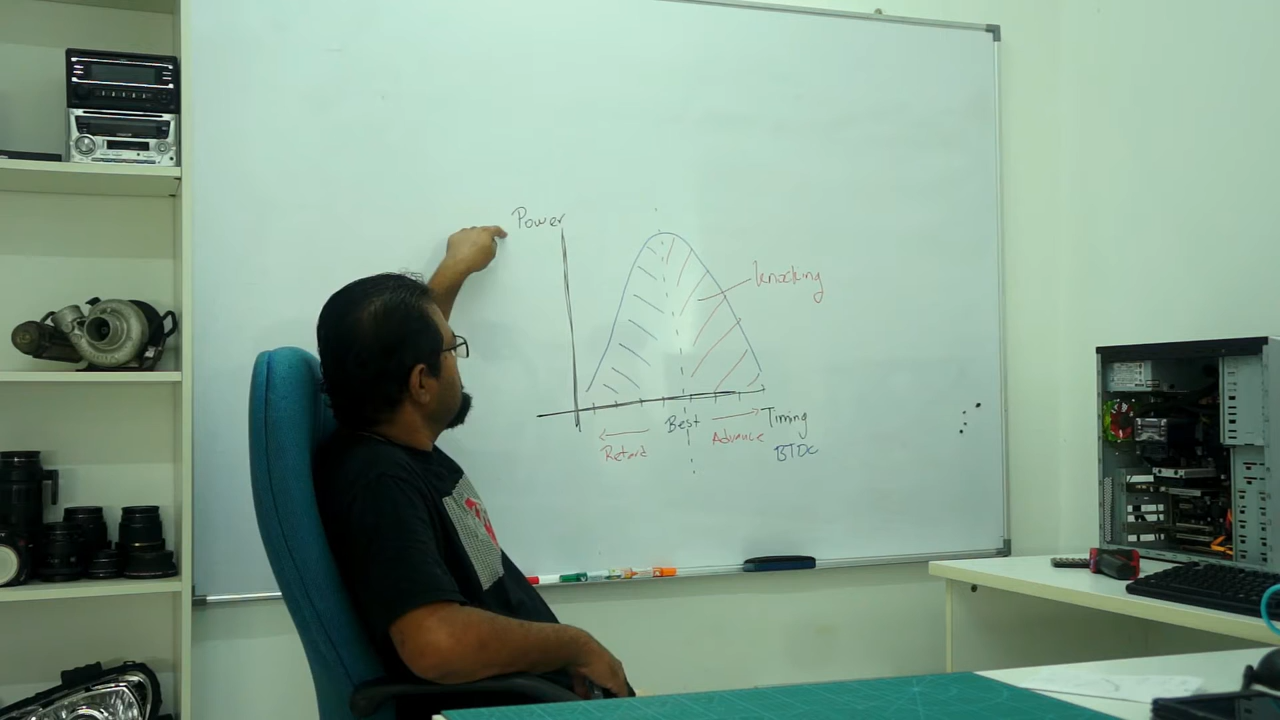 Power
knocking
Best
Timing
Retard
Advance
BTDC